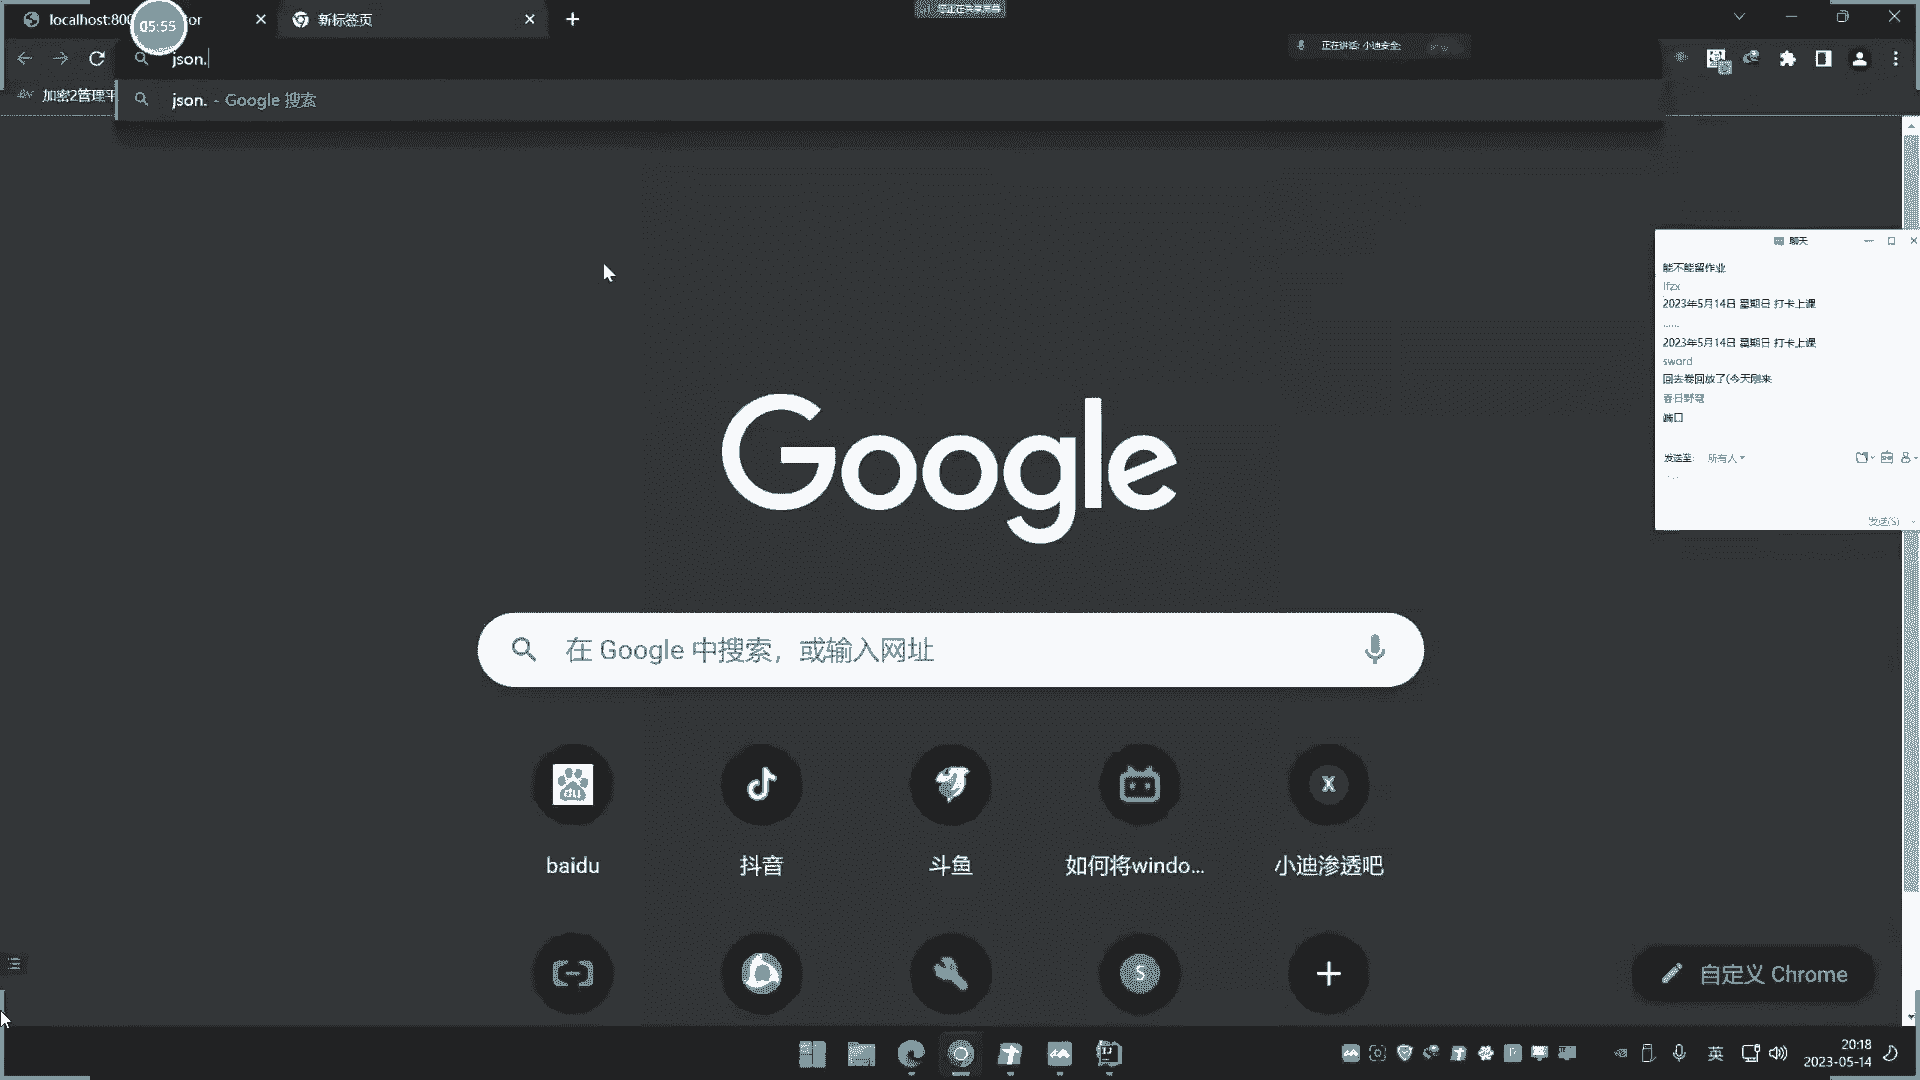 localhost:800
tor
05:55
新标签页
您正在共享屏幕
json.
正在讲话: 小迪安全;
加密2管理平
json. - Google 搜索
聊天
能不能留作业
lfzx
2023年5月14日 星期日 打卡上课
......
2023年5月14日 星期日 打卡上课
sword
回去卷回放了(今天刚来
春日野穹
端口
发送至:
所有人
发送(S)
Google
在 Google 中搜索，或输入网址
baidu
抖音
斗鱼
如何将windo...
小迪渗透吧
S
自定义 Chrome
英
20:18
2023-05-14